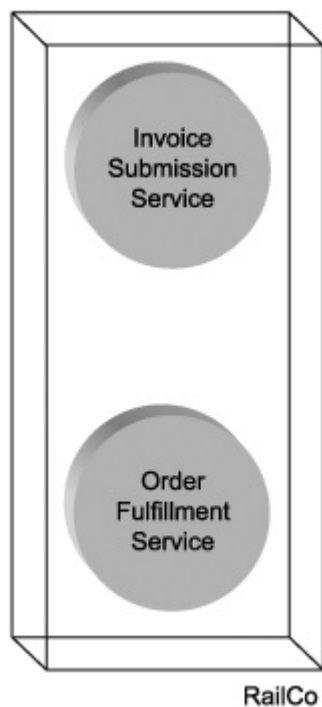 Invoice
Submission
Service
Order
Fulfillment
Service
RailCo